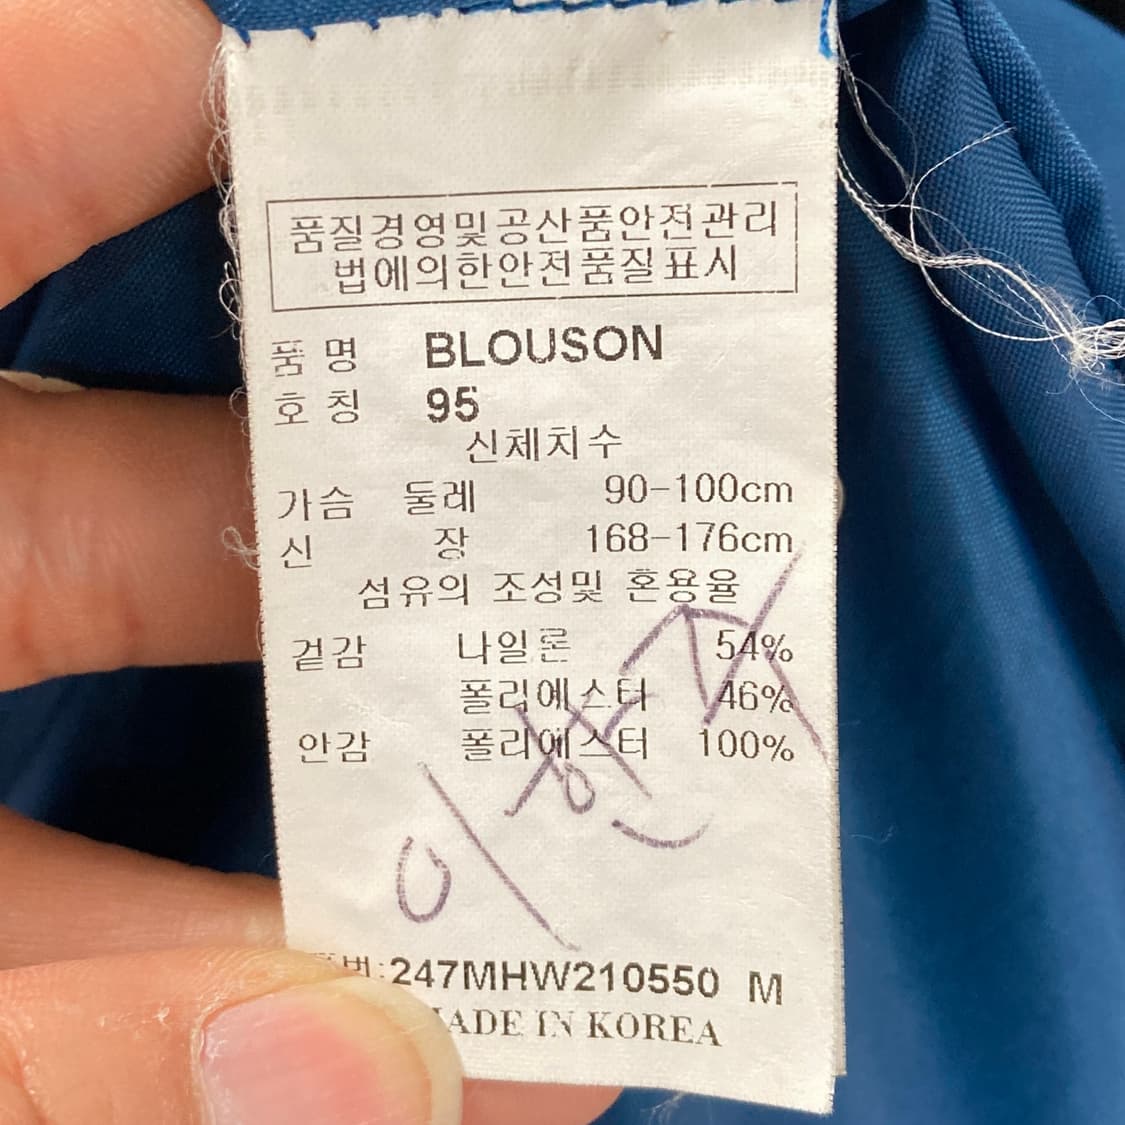 품질경영및공산품안전관리
법에의한안전품질표시
품 명 BLOUSON
호 칭 95
신체치수
가슴 둘레 90-100cm
신 장 168-176cm
섬유의 조성및 혼용율
겉감 나일론 54%
폴리에스터 46%
안감 폴리에스터 100%
품번:247MHW210550 M
MADE IN KOREA